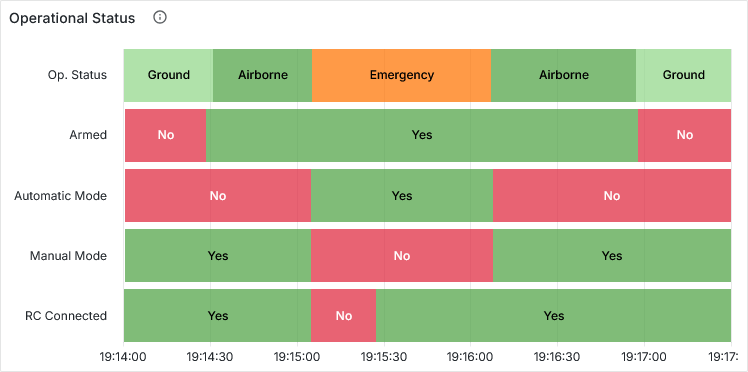 Operational Status
Op. Status Ground Airborne Emergency Airborne Ground
Armed No Yes No
Automatic Mode No Yes No
Manual Mode Yes No Yes
RC Connected Yes No Yes
19:14:00 19:14:30 19:15:00 19:15:30 19:16:00 19:16:30 19:17:00 19:17: